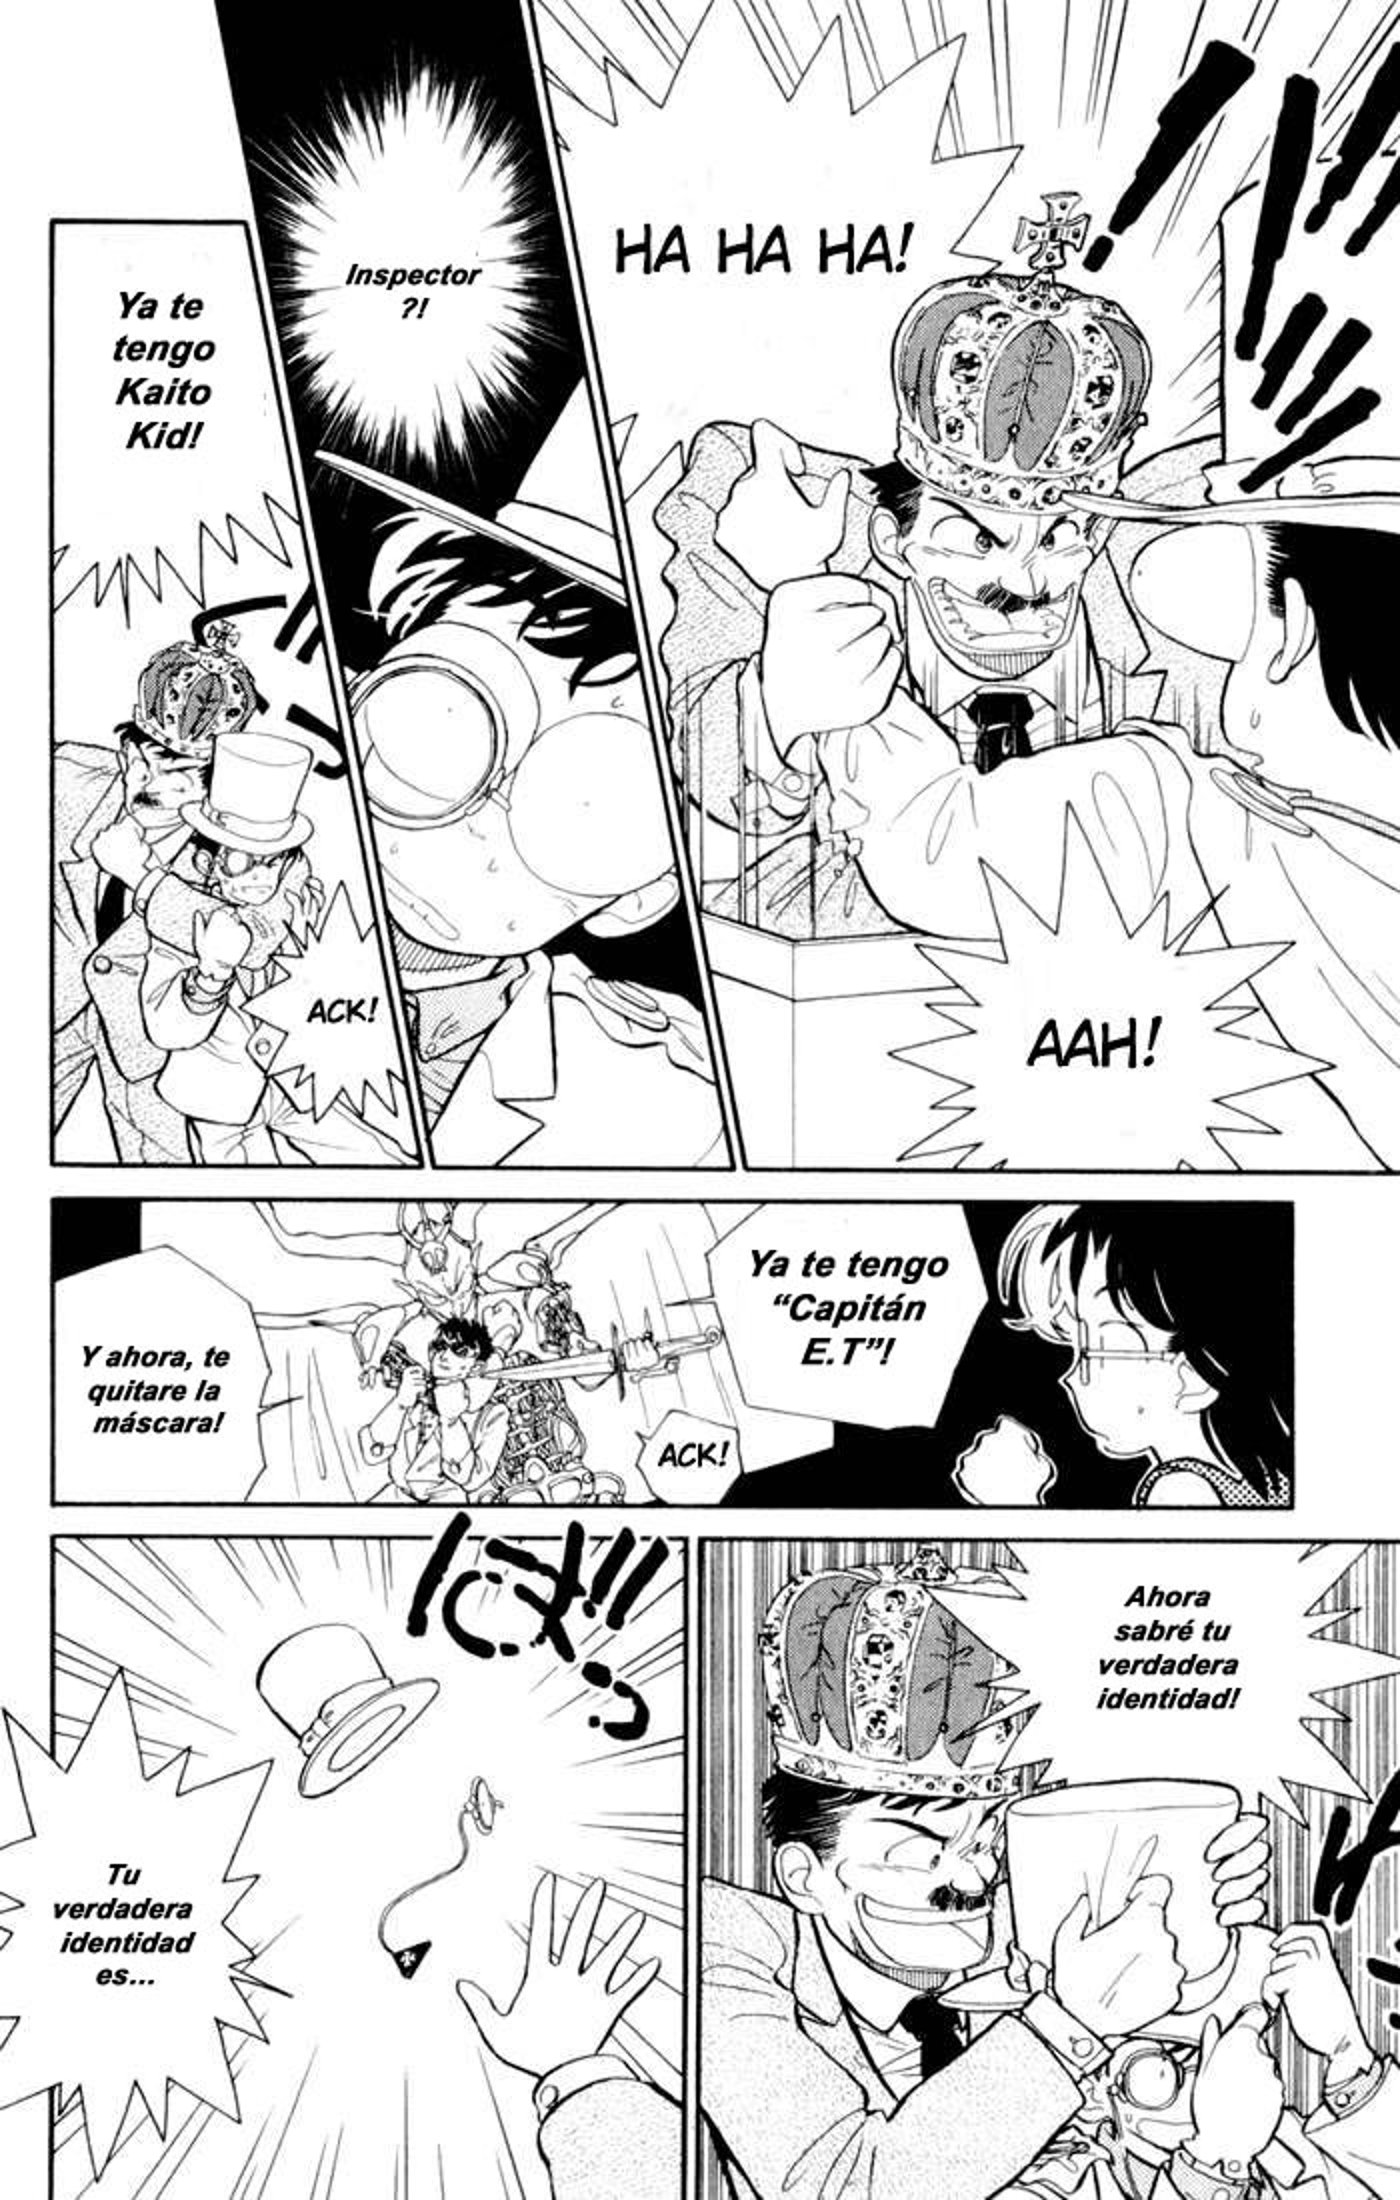 HA HA HA!
AAH!
Inspector
?!
Ya te
tengo
Kaito
Kid!
ACK!
Ya te tengo
“Capitán
E.T”!
ACK!
Y ahora, te
quitare la
máscara!
Ahora
sabré tu
verdadera
identidad!
Tu
verdadera
identidad
es...